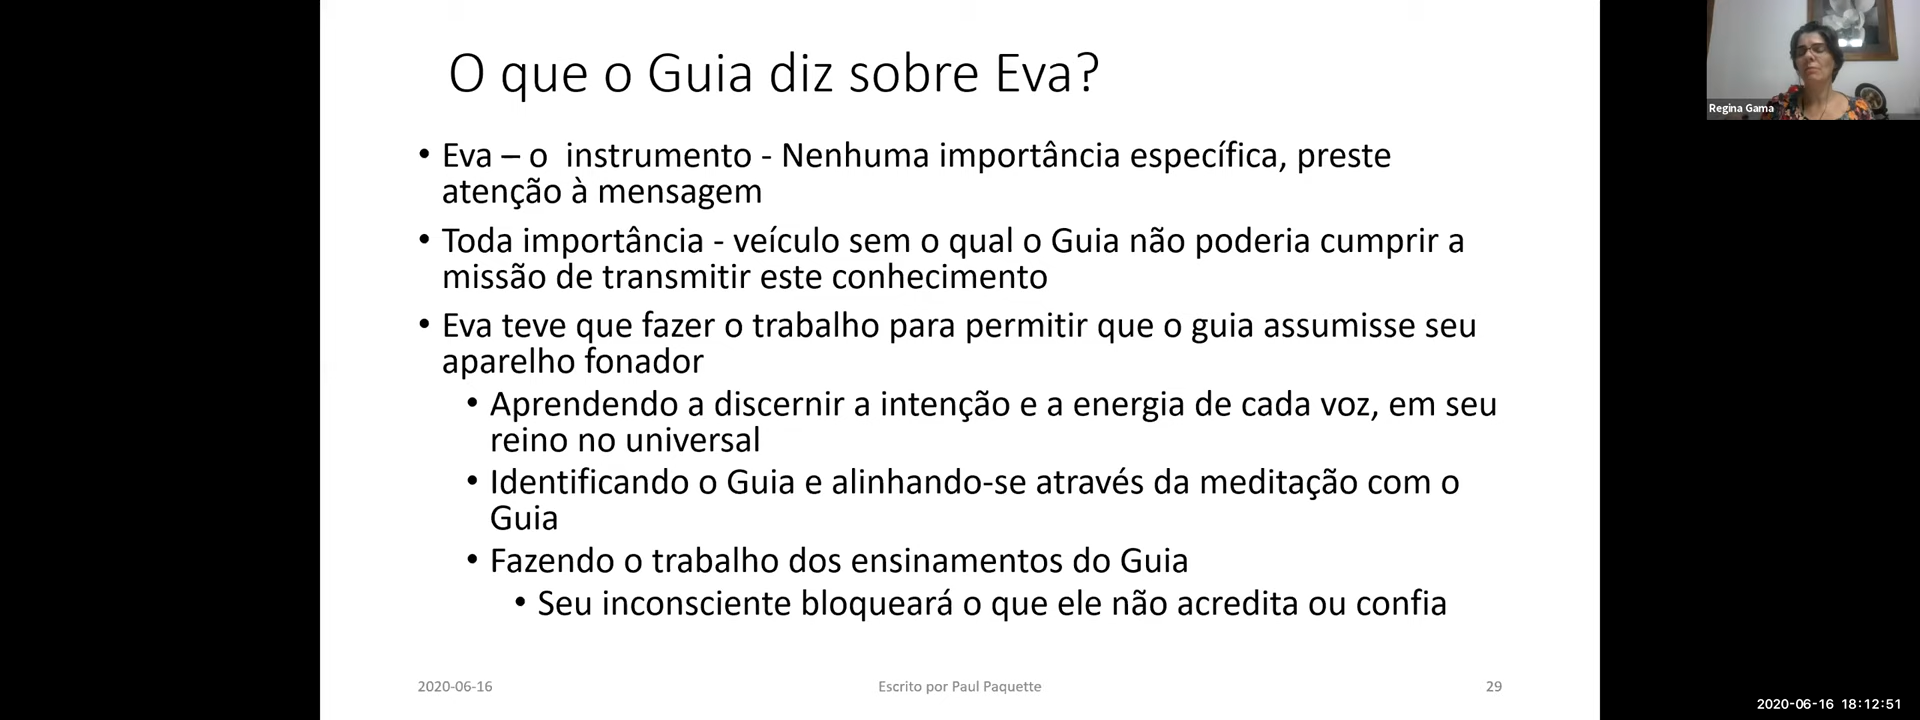 O que o Guia diz sobre Eva?
Regina Gama
• Eva – o  instrumento - Nenhuma importância específica, preste
atenção à mensagem
• Toda importância - veículo sem o qual o Guia não poderia cumprir a
missão de transmitir este conhecimento
• Eva teve que fazer o trabalho para permitir que o guia assumisse seu
aparelho fonador
• Aprendendo a discernir a intenção e a energia de cada voz, em seu
reino no universal
• Identificando o Guia e alinhando-se através da meditação com o
Guia
• Fazendo o trabalho dos ensinamentos do Guia
• Seu inconsciente bloqueará o que ele não acredita ou confia
2020-06-16 Escrito por Paul Paquette 29
2020-06-16 18:12:51